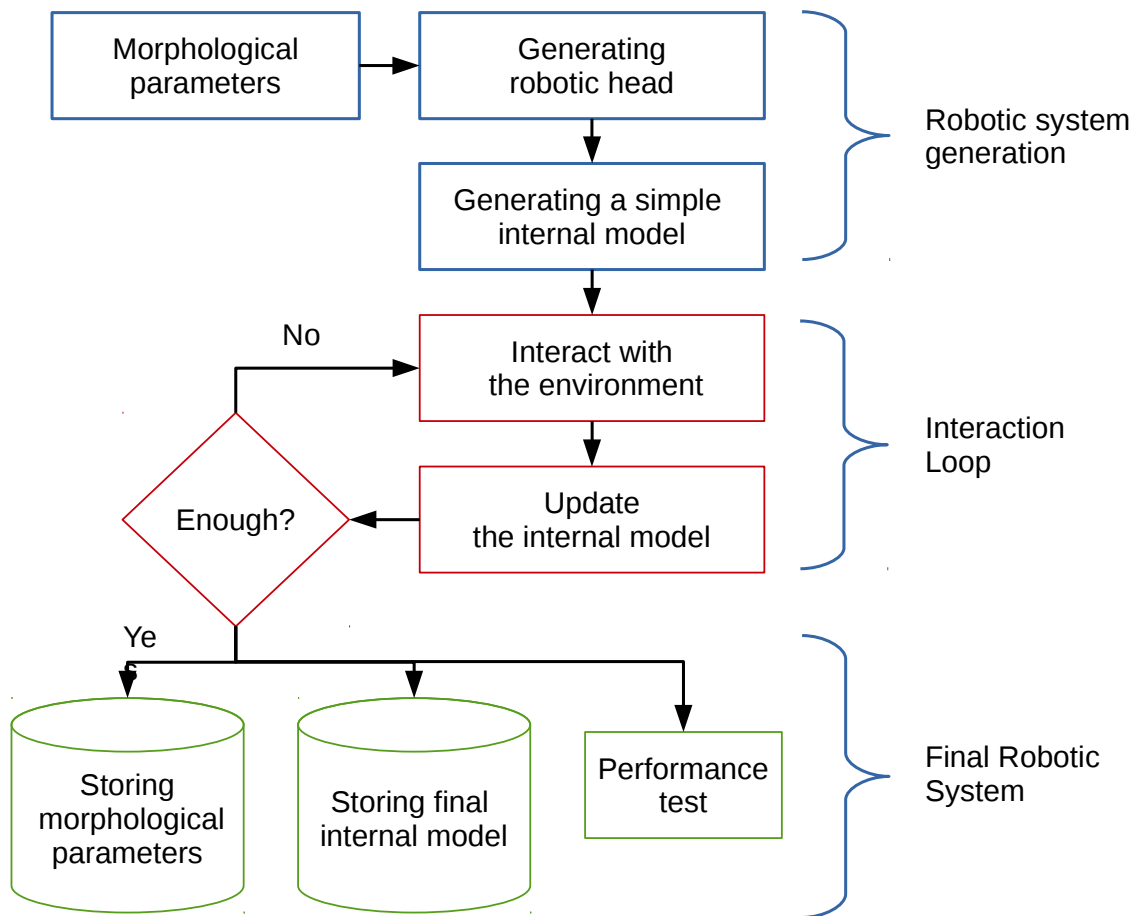 Morphological
parameters
Generating
robotic head
Robotic system
generation
Generating a simple
internal model
No
Interact with
the environment
Interaction
Loop
Enough?
Update
the internal model
Ye
s
Storing
morphological
parameters
Storing final
internal model
Performance
test
Final Robotic
System